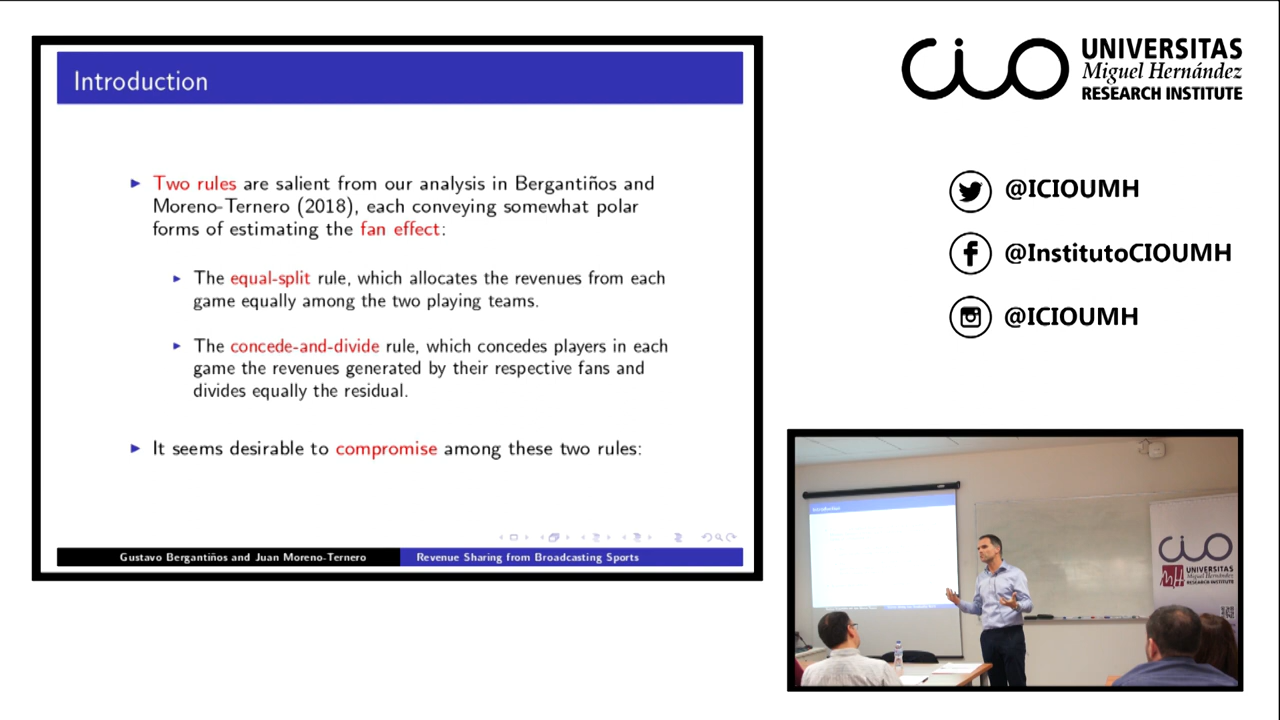 Introduction
Two rules are salient from our analysis in Bergantiños and
Moreno-Ternero (2018), each conveying somewhat polar
forms of estimating the fan effect:
The equal-split rule, which allocates the revenues from each
game equally among the two playing teams.
The concede-and-divide rule, which concedes players in each
game the revenues generated by their respective fans and
divides equally the residual.
It seems desirable to compromise among these two rules:
Gustavo Bergantiños and Juan Moreno-Ternero
Revenue Sharing from Broadcasting Sports
cio
UNIVERSITAS
Miguel Hernández
RESEARCH INSTITUTE
@ICIOUMH
@InstitutoCIOUMH
@ICIOUMH
Introduction
cio
UNIVERSITAS
Miguel Hernández
RESEARCH INSTITUTE